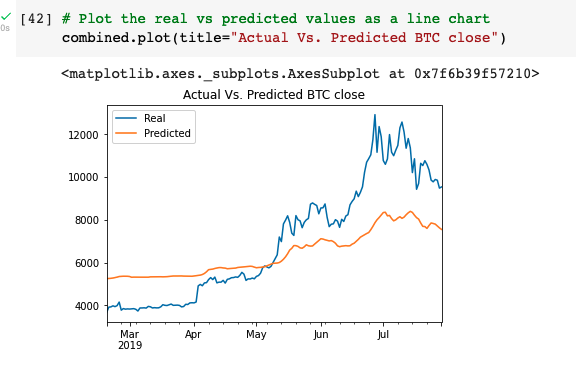 [42] # Plot the real vs predicted values as a line chart
combined.plot(title="Actual Vs. Predicted BTC close")
0s
<matplotlib.axes._subplots.AxesSubplot at 0x7f6b39f57210>
Actual Vs. Predicted BTC close
Real
Predicted
12000
10000
8000
6000
4000
Mar Apr May Jun Jul
2019